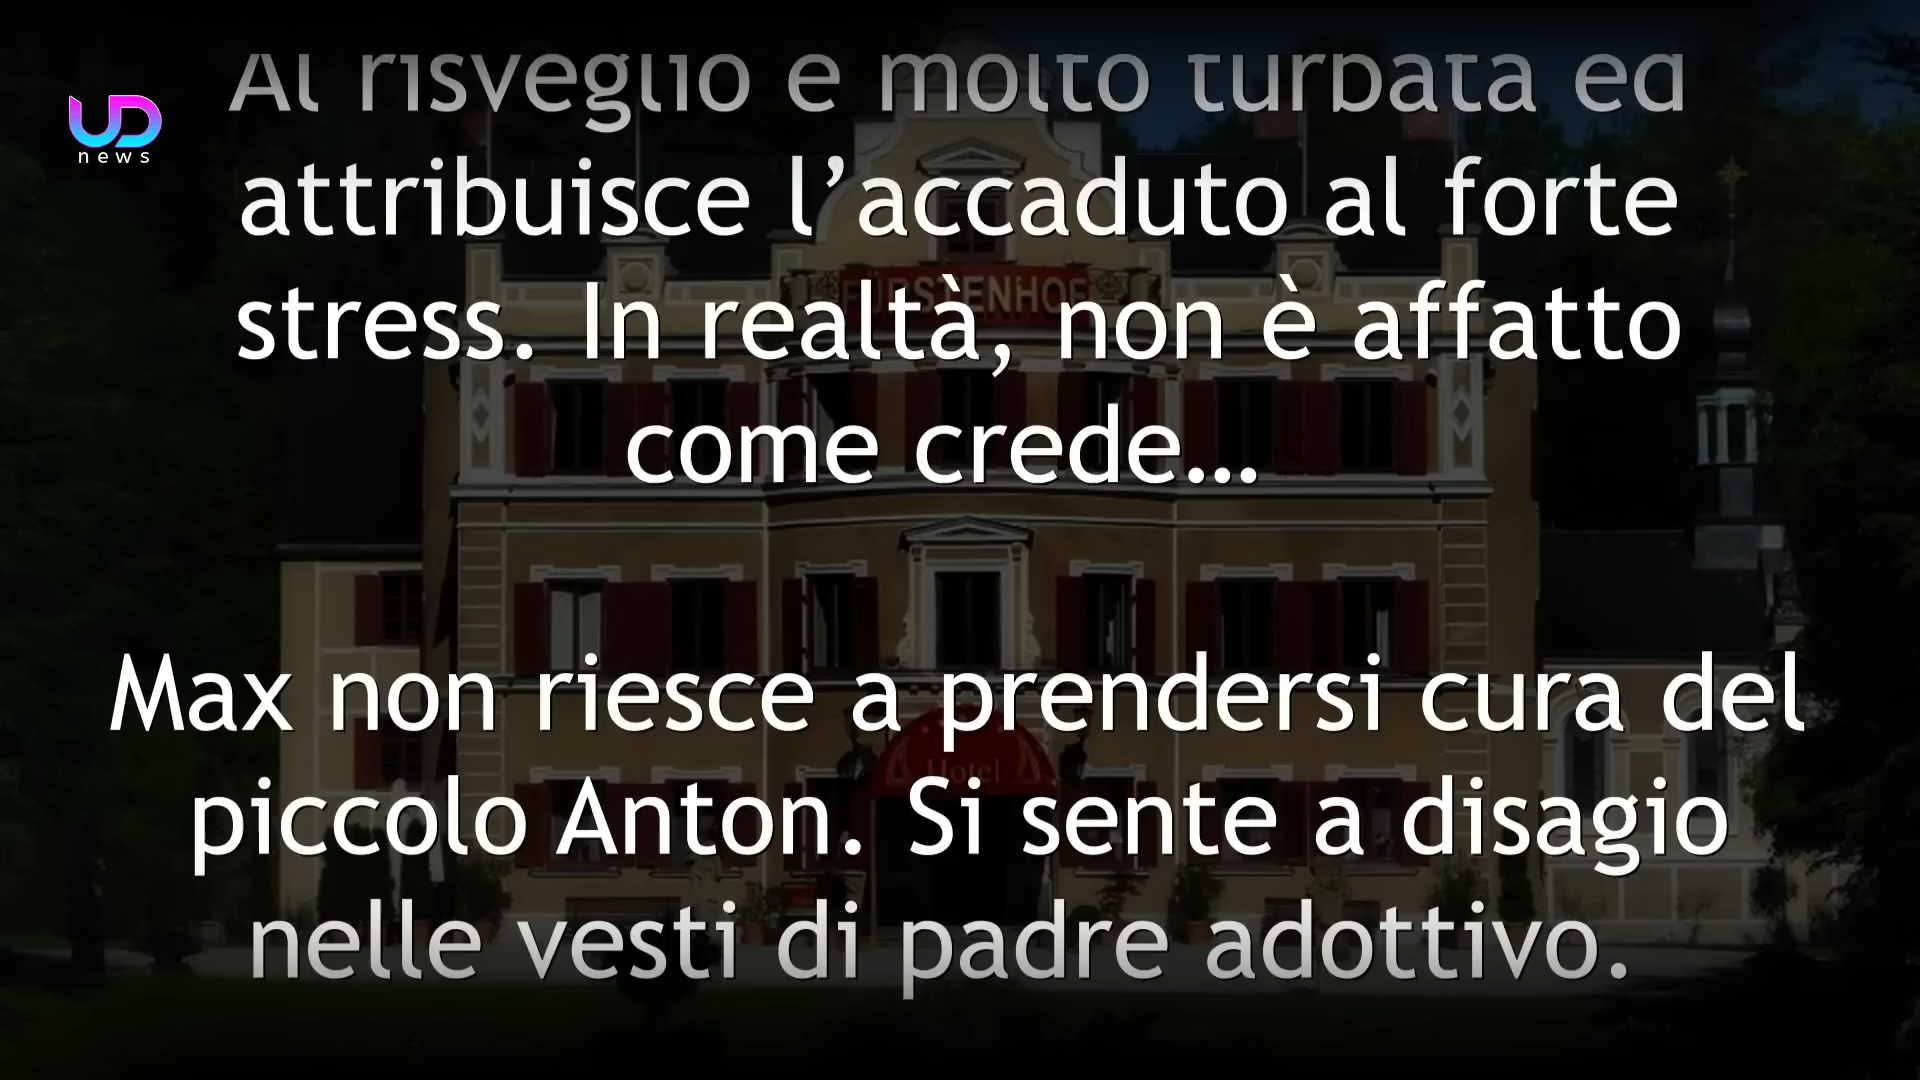 Al risveglio è molto turbata ed
UD
news
attribuisce l’accaduto al forte
FÜRSTENHOF
stress. In realtà, non è affatto
come crede…
Max non riesce a prendersi cura del
Hotel
piccolo Anton. Si sente a disagio
nelle vesti di padre adottivo.